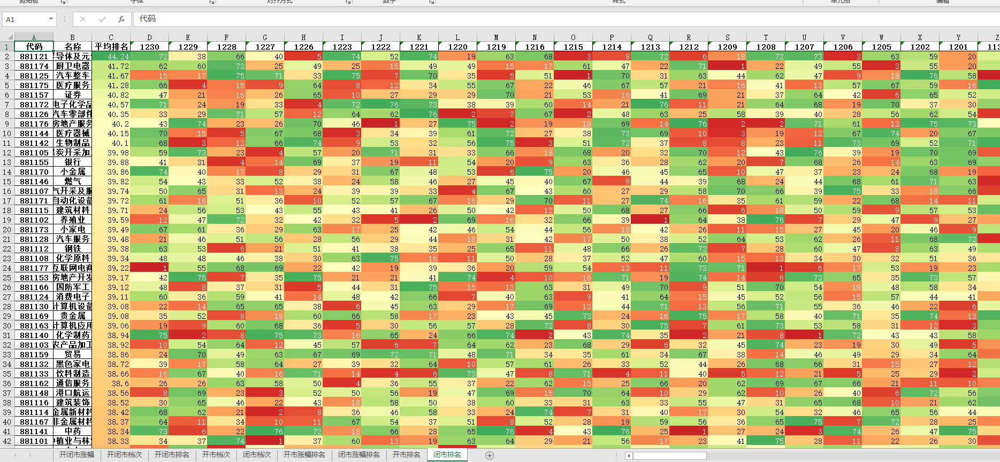 剪贴板 字体 对齐方式 数字 样式 单元格 编辑
A1 fx 代码
A B C D E F G H I J K L M N O P Q R S T U V W X Y Z
1 代码 名称 平均排名 1230 1229 1228 1227 1226 1223 1222 1221 1220 1219 1216 1215 1214 1213 1212 1209 1208 1207 1206 1205 1202 1201 113
2 881121 半导体及元 44.24 72 38 66 40 5 74 52 74 19 63 68 3 8 72 6 18 72 73 3 63 59 20
3 881174 厨卫电器 41.72 62 60 73 25 49 25 15 49 49 15 17 61 47 22 71 1 22 49 55 3 55 20
4 881125 汽车整车 41.67 15 17 75 71 33 75 7 70 35 5 51 1 70 31 63 44 62 47 9 18 76 58
5 881175 医疗服务 41.28 66 4 15 9 64 8 12 34 55 67 22 46 67 57 21 16 41 13 57 67 59 16
6 881157 证券 40.82 47 21 16 26 65 10 27 29 29 70 21 53 16 41 69 21 37 64 42 6 65 52
7 881172 电子化学品 40.57 71 24 19 33 4 72 76 73 38 39 60 14 21 76 11 21 64 68 19 70 37 30
8 881126 汽车零部件 40.35 33 29 71 57 12 64 62 76 2 7 67 2 48 63 25 58 39 40 28 56 62 54
9 881176 房地产服务 40.2 43 74 23 26 70 46 1 27 75 2 19 18 69 14 76 2 2 71 61 13 75 73
10 881144 医疗器械 40.15 70 15 5 67 68 3 34 39 61 72 27 38 73 69 10 3 19 12 67 74 20 67
11 881142 生物制品 40.1 68 3 12 66 74 9 53 32 56 75 3 51 72 37 8 8 23 11 73 69 52 71
12 881105 煤炭开采加工 39.98 59 73 23 4 57 20 71 31 33 66 18 68 20 32 70 12 43 76 39 19 70 69
13 881155 银行 39.88 41 31 4 14 69 37 19 11 54 20 9 63 36 28 62 20 7 68 26 14 63 69
14 881170 小金属 39.86 74 40 17 8 29 31 67 48 53 6 75 20 46 45 65 10 47 37 23 24 68 19
15 881146 燃气 39.82 54 43 33 52 38 24 58 46 27 45 40 67 9 44 39 68 24 44 68 61 71 63
16 881107 气开采及服 39.74 50 65 31 13 24 39 39 33 4 67 43 60 27 29 58 70 66 39 75 33 18 66
17 881171 自动化设备 39.72 61 16 51 36 10 52 57 67 16 29 70 11 27 74 16 35 61 59 22 68 14 11
18 881115 建筑材料 39.71 24 56 53 43 55 43 41 26 50 42 12 50 68 27 66 6 18 50 59 9 57 53
19 881102 养殖业 39.59 12 47 72 32 42 32 5 2 69 16 32 66 39 1 64 38 76 7 29 47 9 27
20 881173 小家电 39.49 67 61 36 29 63 17 25 42 46 54 44 56 18 42 26 11 15 27 45 20 46 9
21 881128 汽车服务 39.48 21 46 51 56 28 56 29 44 18 31 42 17 50 38 52 64 53 62 26 11 68 72
22 881112 钢铁 39.38 63 53 6 21 51 41 38 35 25 65 11 48 66 26 72 7 28 60 47 8 63 49
23 881108 化学原料 39.34 48 48 46 38 30 63 75 16 11 50 28 37 52 47 60 15 13 34 30 32 51 36
24 881177 互联网电商 39.22 1 55 68 69 22 42 19 39 36 20 59 54 13 11 73 71 1 6 17 53 19 23
25 881153 房地产开发 39.17 42 75 7 35 75 21 21 41 74 4 10 16 71 19 74 14 6 73 65 35 73 57
26 881166 国防军工 39.12 48 8 37 31 5 44 31 75 15 13 63 31 49 70 9 51 70 54 18 48 58 34
27 881124 消费电子 39.11 60 36 59 41 14 48 42 66 7 40 63 9 41 64 15 45 52 56 15 57 44 41
28 881130 计算机设备 39.08 22 14 65 65 38 6 45 63 29 17 69 13 44 71 13 56 71 55 36 46 22 6
29 881169 贵金属 39.08 35 52 8 18 60 66 58 17 23 43 45 73 24 16 75 17 58 40 71 35 74 13
30 881163 计算机应用 39.06 19 9 60 68 36 5 30 56 57 28 72 8 30 75 7 61 73 53 58 31 12 3
31 881140 化学制药 38.94 75 2 8 75 73 16 65 24 66 74 2 43 74 35 2 21 8 1 72 43 43 58
32 881103 农产品加工 38.92 10 54 64 12 45 57 6 7 64 62 23 68 29 6 32 45 74 23 19 30 49 5
33 881159 贸易 38.86 24 70 49 63 67 69 72 71 48 71 34 35 61 34 67 38 14 46 49 29 34 64
34 881132 黑色家电 38.72 39 17 58 64 27 39 32 64 10 57 61 26 33 52 44 26 68 66 31 15 27 12
35 881133 饮料制造 38.66 16 67 40 16 71 14 4 6 73 47 8 71 4 11 40 5 12 21 5 25 29 2
36 881162 通信服务 38.6 26 26 63 58 50 4 36 55 37 22 62 15 25 66 20 62 69 67 66 21 11 10
37 881148 港口航运 38.56 8 69 23 3 52 50 56 19 47 69 15 70 64 10 29 62 10 26 40 6 72 56
38 881116 建筑装饰 38.52 30 65 46 22 43 18 58 50 38 60 33 31 63 33 55 47 31 65 68 10 21 62
39 881114 金属新材料 38.42 68 62 21 2 8 36 46 58 33 24 74 7 31 40 17 30 54 32 46 65 56 44
40 881167 非金属材料 38.37 64 11 34 10 11 67 54 37 51 8 52 28 19 59 56 36 65 75 7 72 28 25
41 881141 中药 38.34 73 6 22 76 72 18 66 28 65 76 4 43 76 25 1 27 24 3 74 26 47 75
42 881101 种植业与林 38.33 34 37 74 1 37 60 13 19 63 64 29 21 56 17 23 41 75 28 11 22 26 30
开闭市涨幅 开闭市档次 开闭市排名 开市档次 闭市档次 开市涨幅排名 闭市涨幅排名 开市排名 闭市排名